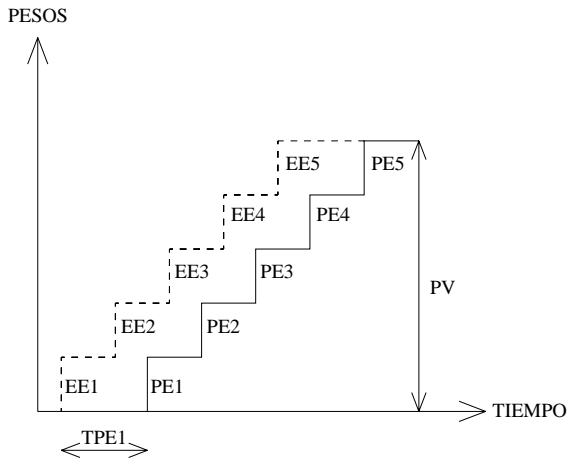 PESOS
EE5 PE5
EE4 PE4
EE3 PE3
PV
EE2 PE2
EE1 PE1
TIEMPO
TPE1